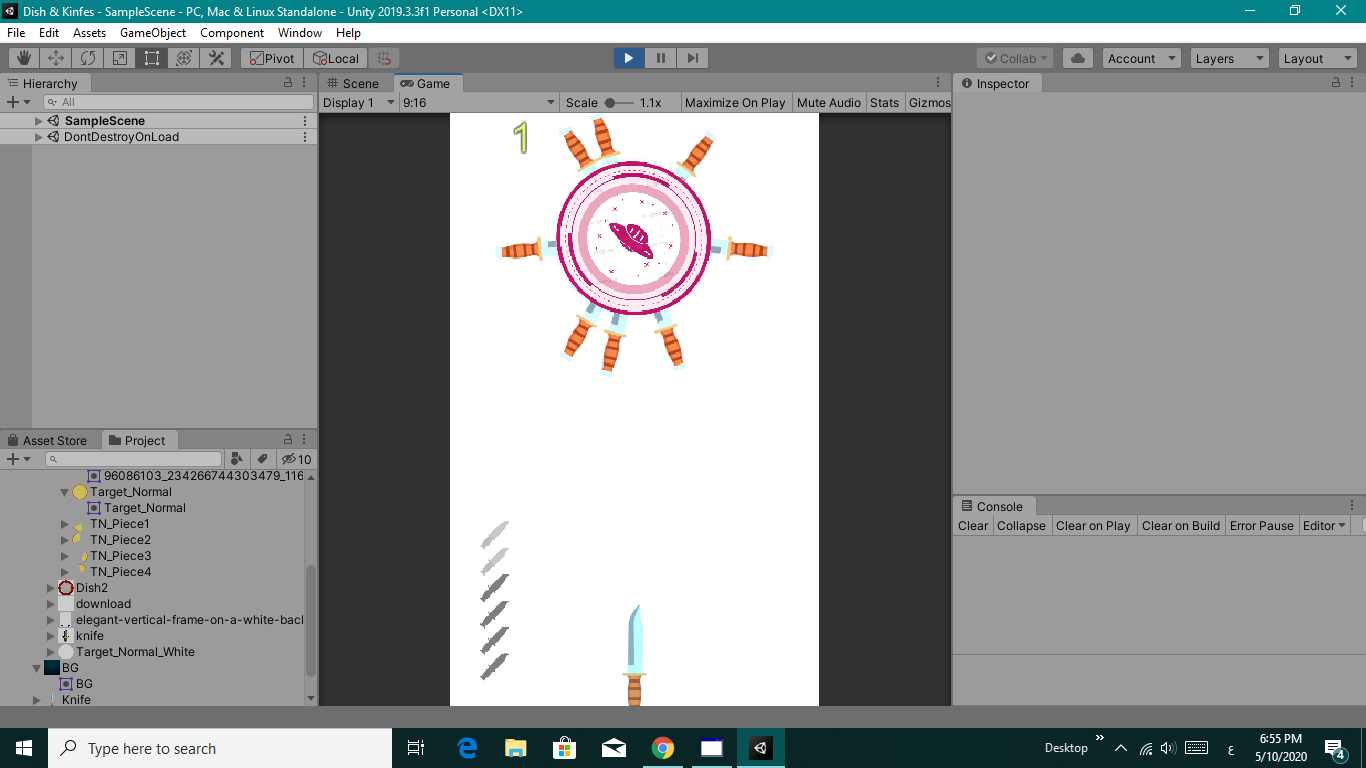 Dish & Kinfes - SampleScene - PC, Mac & Linux Standalone - Unity 2019.3.3f1 Personal <DX11>
File Edit Assets GameObject Component Window Help
Pivot Local Collab Account Layers Layout
Hierarchy
All
SampleScene
DontDestroyOnLoad
Scene Game
Display 1 9:16 Scale 1.1x Maximize On Play Mute Audio Stats Gizmos
1
Inspector
Asset Store Project
10
96086103_234266744303479_116
Target_Normal
Target_Normal
TN_Piece1
TN_Piece2
TN_Piece3
TN_Piece4
Dish2
download
elegant-vertical-frame-on-a-white-back
knife
Target_Normal_White
BG
BG
Knife
Console
Clear Collapse Clear on Play Clear on Build Error Pause Editor
Type here to search
Desktop
ع
6:55 PM
5/10/2020
4